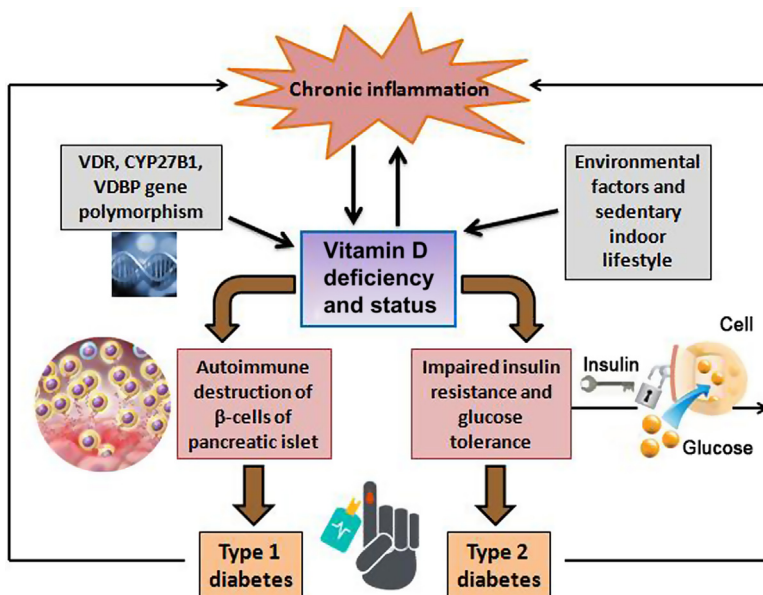 Chronic inflammation
VDR, CYP27B1,
VDBP gene
polymorphism
Environmental
factors and
sedentary
indoor
lifestyle
Vitamin D
deficiency
and status
Autoimmune
destruction of
β-cells of
pancreatic islet
Impaired insulin
resistance and
glucose
tolerance
Cell
Insulin
Glucose
Type 1
diabetes
Type 2
diabetes